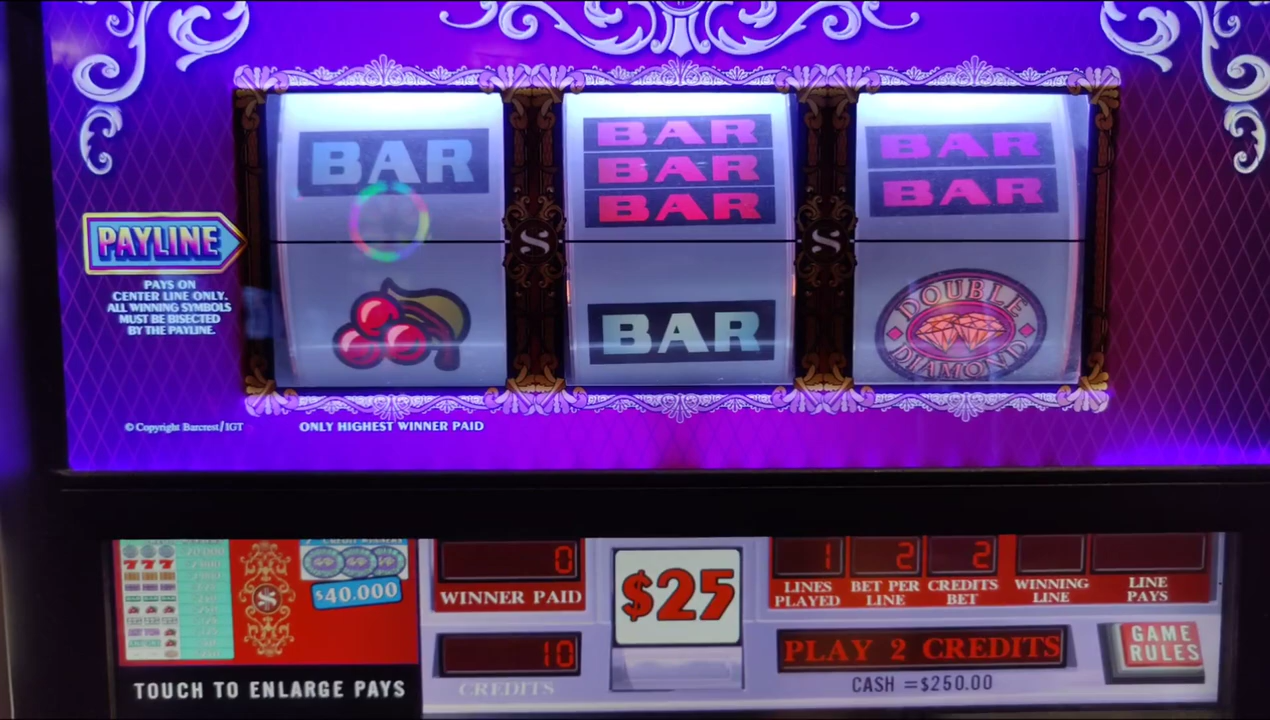 BAR
BAR
BAR
BAR
BAR
BAR
PAYLINE
PAYS ON
CENTER LINE ONLY.
ALL WINNING SYMBOLS
MUST BE BISECTED
BY THE PAYLINE.
BAR
DOUBLE
DIAMOND
© Copyright Barcrest/IGT
ONLY HIGHEST WINNER PAID
777
$40.000
TOUCH TO ENLARGE PAYS
0
WINNER PAID
10
CREDITS
$25
1 2 2
LINES PLAYED
BET PER LINE
CREDITS BET
WINNING LINE
LINE PAYS
PLAY 2 CREDITS
CASH =$250.00
GAME
RULES